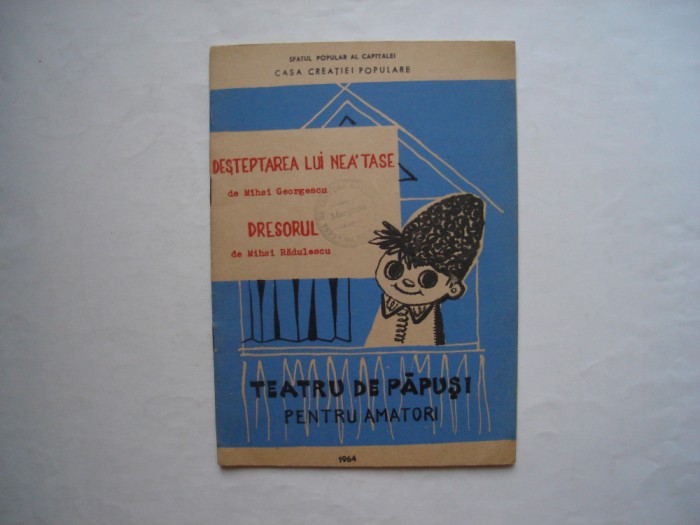 SFATUL POPULAR AL CAPITALEI
CASA CREAȚIEI POPULARE
DEȘTEPTAREA LUI NEA' TASE
de Mihai Georgescu
DRESORUL
de Mihai Rădulescu
TEATRU DE PĂPUȘI
PENTRU AMATORI
1964